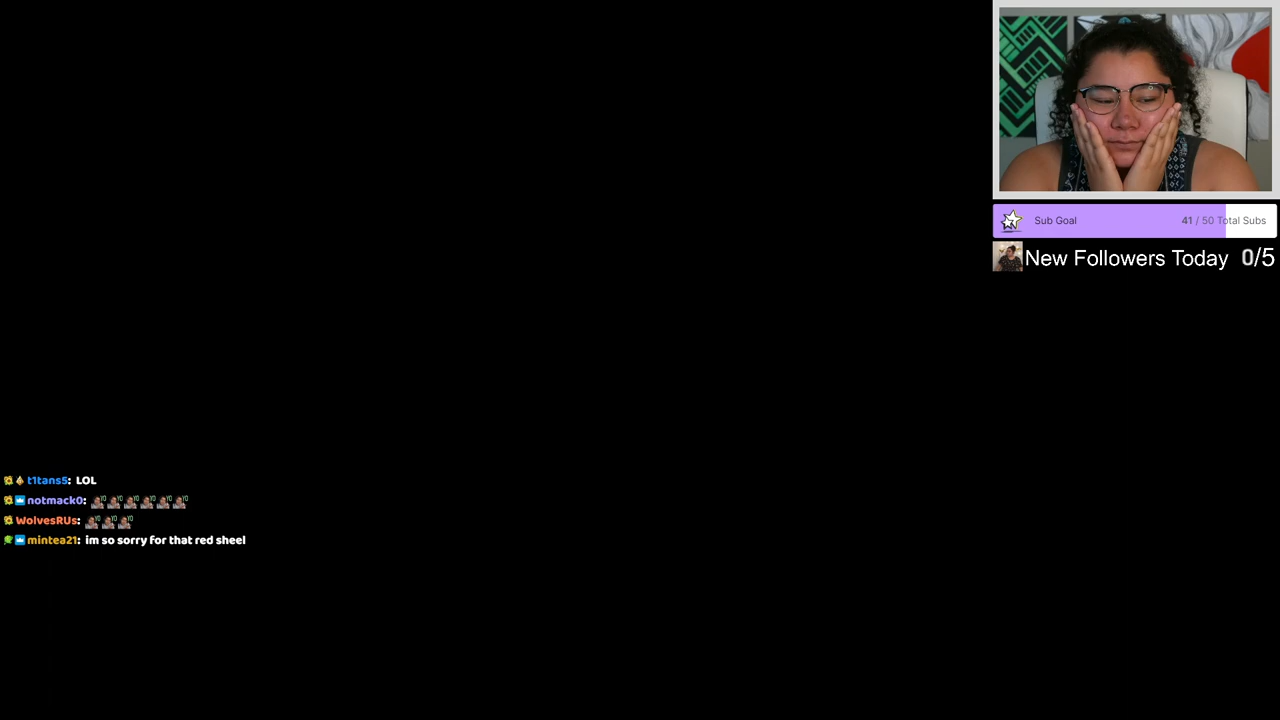 Sub Goal 41 / 50 Total Subs
New Followers Today 0/5
t1tans5: LOL
notmack0:
WolvesRUs:
mintea21: im so sorry for that red sheel